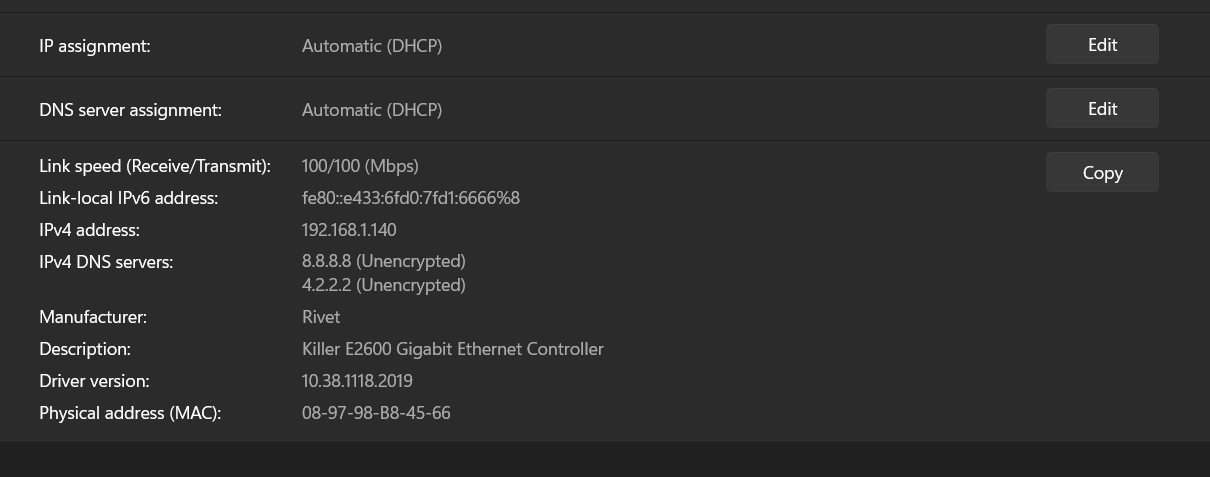 IP assignment: Automatic (DHCP) Edit
DNS server assignment: Automatic (DHCP) Edit
Link speed (Receive/Transmit): 100/100 (Mbps) Copy
Link-local IPv6 address: fe80::e433:6fd0:7fd1:6666%8
IPv4 address: 192.168.1.140
IPv4 DNS servers: 8.8.8.8 (Unencrypted)
4.2.2.2 (Unencrypted)
Manufacturer: Rivet
Description: Killer E2600 Gigabit Ethernet Controller
Driver version: 10.38.1118.2019
Physical address (MAC): 08-97-98-B8-45-66